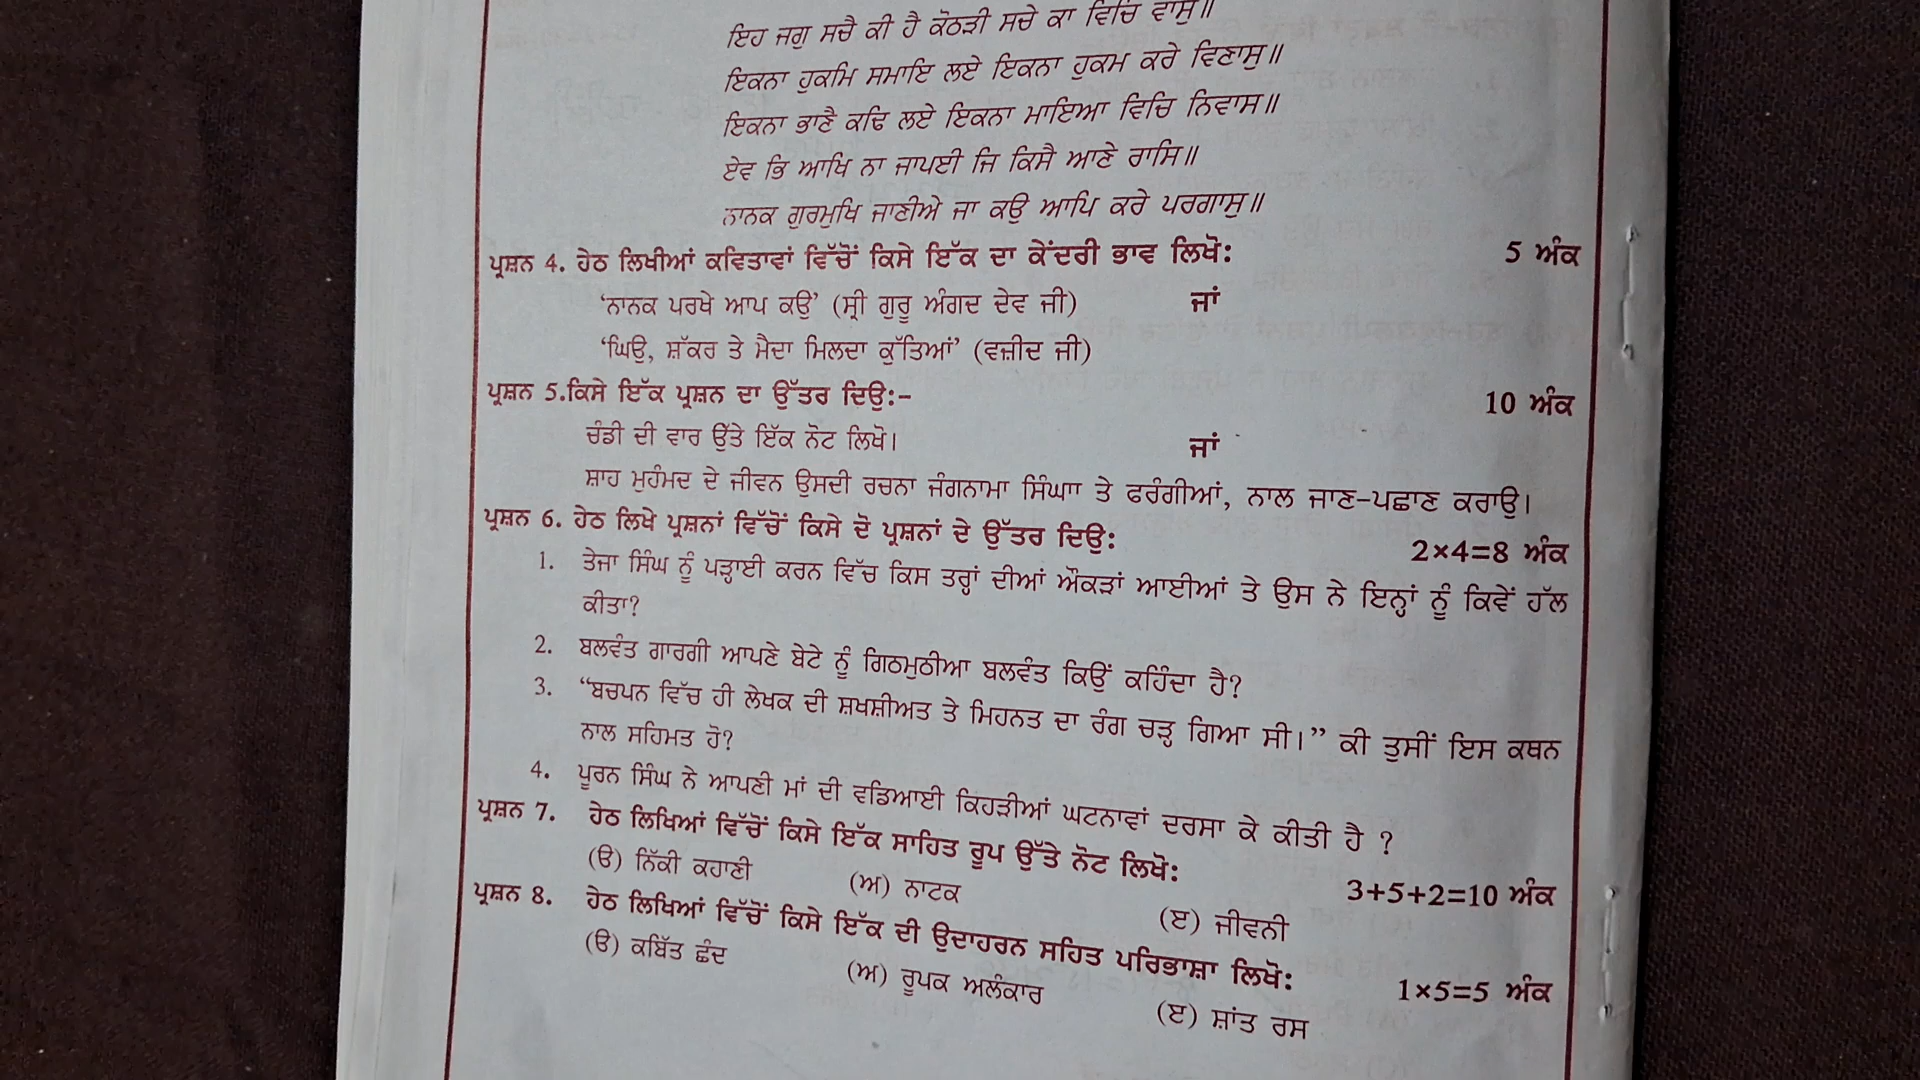 ਇਹ ਜਗੁ ਸਚੈ ਕੀ ਹੈ ਕੋਠੜੀ ਸਚੇ ਕਾ ਵਿਚਿ ਵਾਸੁ॥
ਇਕਨਾ ਹੁਕਮਿ ਸਮਾਇ ਲਏ ਇਕਨਾ ਹੁਕਮ ਕਰੇ ਵਿਣਾਸੁ॥
ਇਕਨਾ ਭਾਣੈ ਕਢਿ ਲਏ ਇਕਨਾ ਮਾਇਆ ਵਿਚਿ ਨਿਵਾਸ॥
ਏਵ ਭਿ ਆਖਿ ਨਾ ਜਾਪਈ ਜਿ ਕਿਸੈ ਆਣੇ ਰਾਸਿ॥
ਨਾਨਕ ਗੁਰਮੁਖਿ ਜਾਣੀਐ ਜਾ ਕਉ ਆਪਿ ਕਰੇ ਪਰਗਾਸੁ॥
ਪ੍ਰਸ਼ਨ 4. ਹੇਠ ਲਿਖੀਆਂ ਕਵਿਤਾਵਾਂ ਵਿੱਚੋਂ ਕਿਸੇ ਇੱਕ ਦਾ ਕੇਂਦਰੀ ਭਾਵ ਲਿਖੋ: 5 ਅੰਕ
‘ਨਾਨਕ ਪਰਖੇ ਆਪ ਕਉ’ (ਸ੍ਰੀ ਗੁਰੂ ਅੰਗਦ ਦੇਵ ਜੀ) ਜਾਂ
‘ਘਿਉ, ਸ਼ੱਕਰ ਤੇ ਮੈਦਾ ਮਿਲਦਾ ਕੁੱਤਿਆਂ’ (ਵਜ਼ੀਦ ਜੀ)
ਪ੍ਰਸ਼ਨ 5.ਕਿਸੇ ਇੱਕ ਪ੍ਰਸ਼ਨ ਦਾ ਉੱਤਰ ਦਿਉ:- 10 ਅੰਕ
ਚੰਡੀ ਦੀ ਵਾਰ ਉੱਤੇ ਇੱਕ ਨੋਟ ਲਿਖੋ। ਜਾਂ
ਸ਼ਾਹ ਮੁਹੰਮਦ ਦੇ ਜੀਵਨ ਉਸਦੀ ਰਚਨਾ ਜੰਗਨਾਮਾ ਸਿੰਘਾਾ ਤੇ ਫਰੰਗੀਆਂ, ਨਾਲ ਜਾਣ-ਪਛਾਣ ਕਰਾਉ।
ਪ੍ਰਸ਼ਨ 6. ਹੇਠ ਲਿਖੇ ਪ੍ਰਸ਼ਨਾਂ ਵਿੱਚੋਂ ਕਿਸੇ ਦੋ ਪ੍ਰਸ਼ਨਾਂ ਦੇ ਉੱਤਰ ਦਿਉ: 2×4=8 ਅੰਕ
1. ਤੇਜਾ ਸਿੰਘ ਨੂੰ ਪੜ੍ਹਾਈ ਕਰਨ ਵਿੱਚ ਕਿਸ ਤਰ੍ਹਾਂ ਦੀਆਂ ਔਕੜਾਂ ਆਈਆਂ ਤੇ ਉਸ ਨੇ ਇਨ੍ਹਾਂ ਨੂੰ ਕਿਵੇਂ ਹੱਲ
ਕੀਤਾ?
2. ਬਲਵੰਤ ਗਾਰਗੀ ਆਪਣੇ ਬੇਟੇ ਨੂੰ ਗਿਠਮੁਠੀਆ ਬਲਵੰਤ ਕਿਉਂ ਕਹਿੰਦਾ ਹੈ?
3. “ਬਚਪਨ ਵਿੱਚ ਹੀ ਲੇਖਕ ਦੀ ਸ਼ਖਸ਼ੀਅਤ ਤੇ ਮਿਹਨਤ ਦਾ ਰੰਗ ਚੜ੍ਹ ਗਿਆ ਸੀ।” ਕੀ ਤੁਸੀਂ ਇਸ ਕਥਨ
ਨਾਲ ਸਹਿਮਤ ਹੋ?
4. ਪੂਰਨ ਸਿੰਘ ਨੇ ਆਪਣੀ ਮਾਂ ਦੀ ਵਡਿਆਈ ਕਿਹੜੀਆਂ ਘਟਨਾਵਾਂ ਦਰਸਾ ਕੇ ਕੀਤੀ ਹੈ ?
ਪ੍ਰਸ਼ਨ 7. ਹੇਠ ਲਿਖਿਆਂ ਵਿੱਚੋਂ ਕਿਸੇ ਇੱਕ ਸਾਹਿਤ ਰੂਪ ਉੱਤੇ ਨੋਟ ਲਿਖੋ: 3+5+2=10 ਅੰਕ
(ੳ) ਨਿੱਕੀ ਕਹਾਣੀ (ਅ) ਨਾਟਕ (ੲ) ਜੀਵਨੀ
ਪ੍ਰਸ਼ਨ 8. ਹੇਠ ਲਿਖਿਆਂ ਵਿੱਚੋਂ ਕਿਸੇ ਇੱਕ ਦੀ ਉਦਾਹਰਨ ਸਹਿਤ ਪਰਿਭਾਸ਼ਾ ਲਿਖੋ: 1×5=5 ਅੰਕ
(ੳ) ਕਬਿੱਤ ਛੰਦ (ਅ) ਰੂਪਕ ਅਲੰਕਾਰ (ੲ) ਸ਼ਾਂਤ ਰਸ